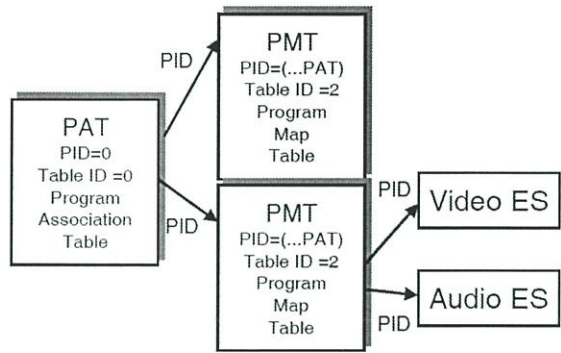 PAT
PID=0
Table ID =0
Program
Association
Table
PID
PMT
PID=(...PAT)
Table ID =2
Program
Map
Table
PID
PMT
PID=(...PAT)
Table ID =2
Program
Map
Table
PID
Video ES
PID
Audio ES